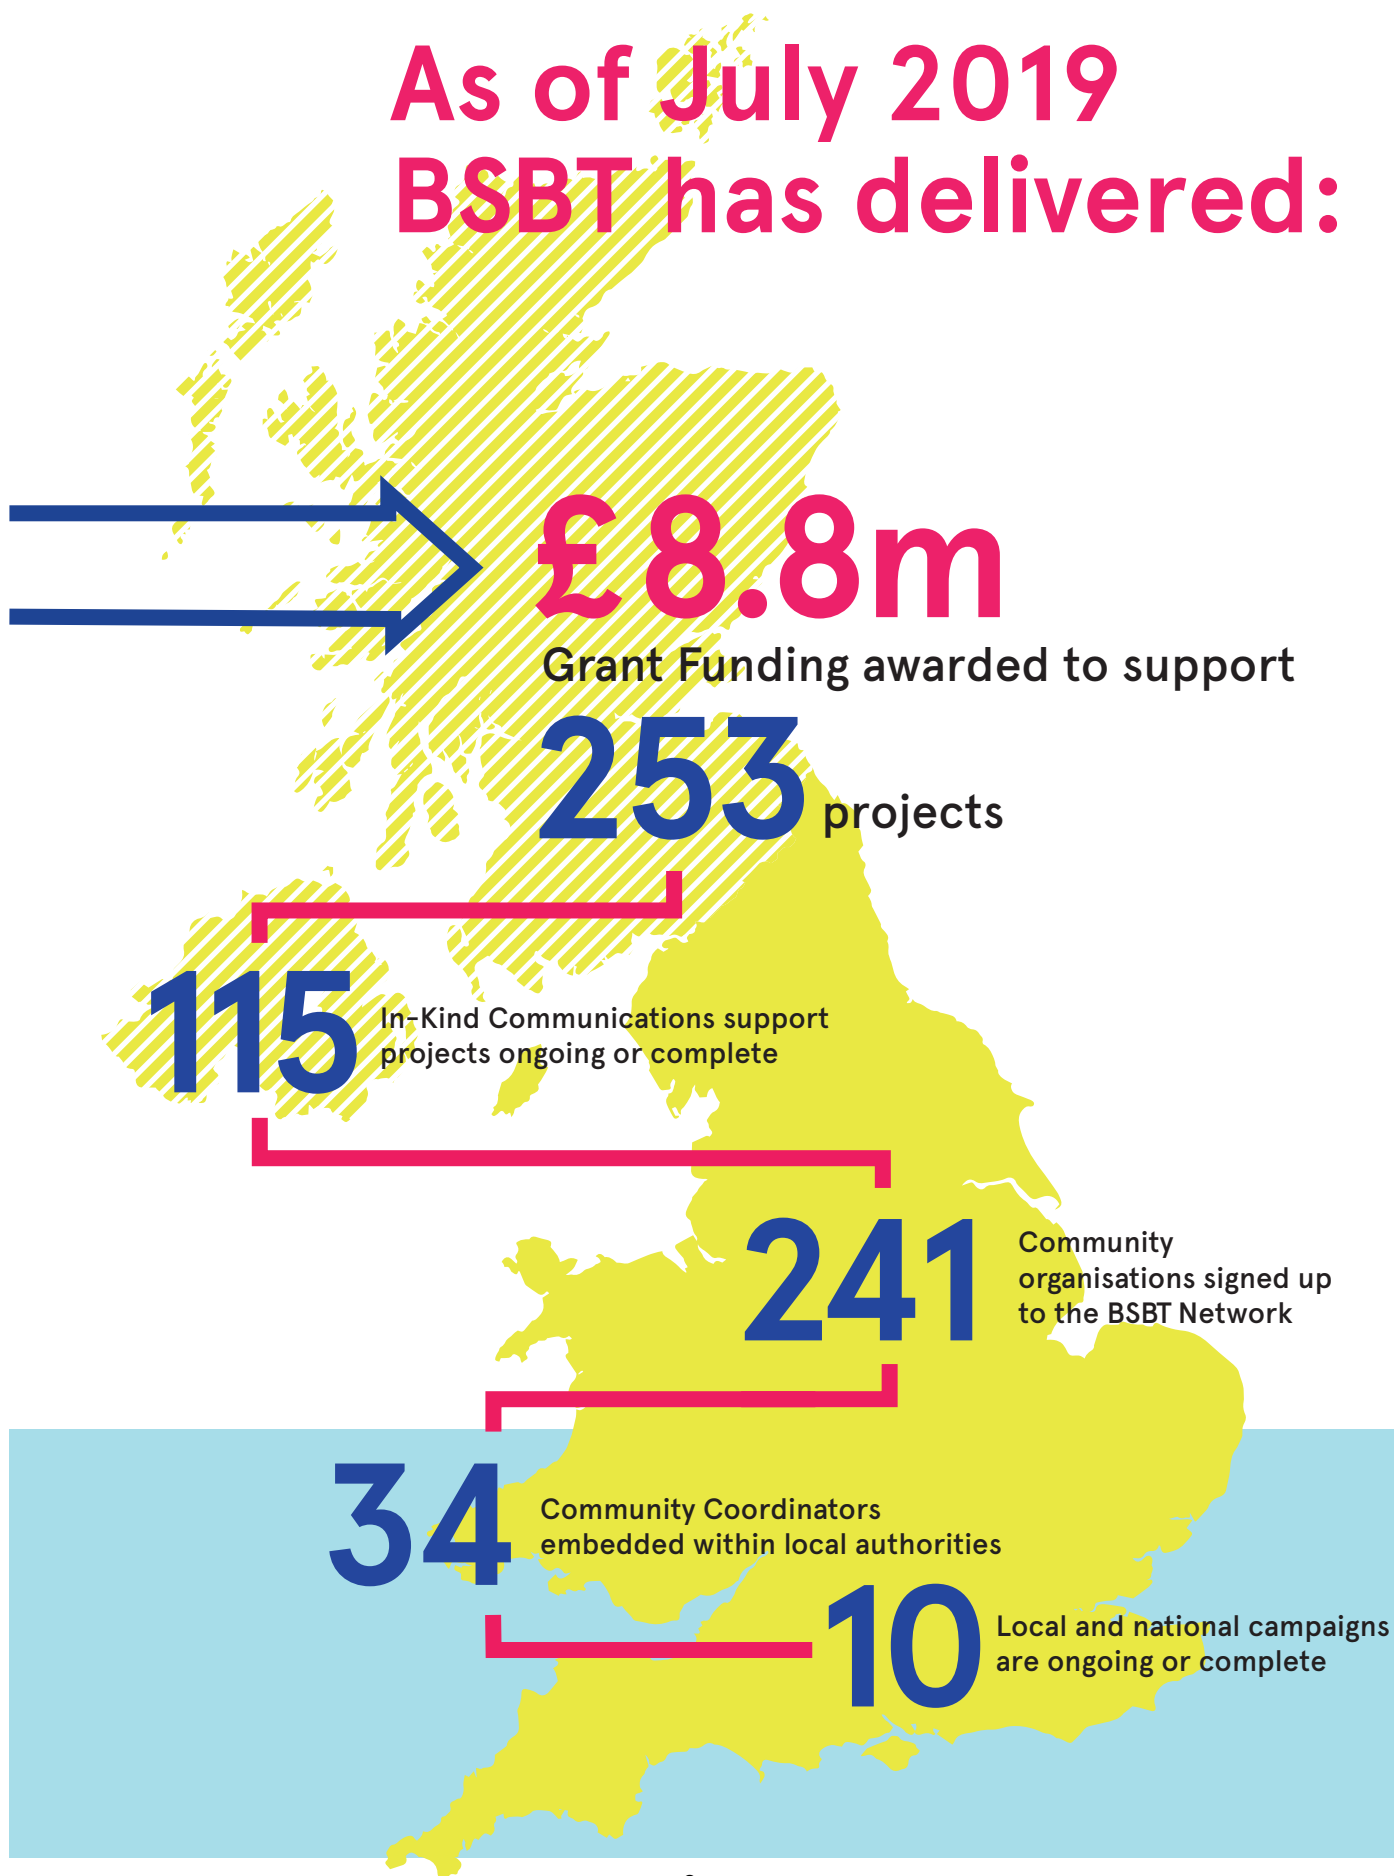 As of July 2019
BSBT has delivered:
£8.8m
Grant Funding awarded to support
253 projects
115 In-Kind Communications support
projects ongoing or complete
241 Community
organisations signed up
to the BSBT Network
34 Community Coordinators
embedded within local authorities
10 Local and national campaigns
are ongoing or complete